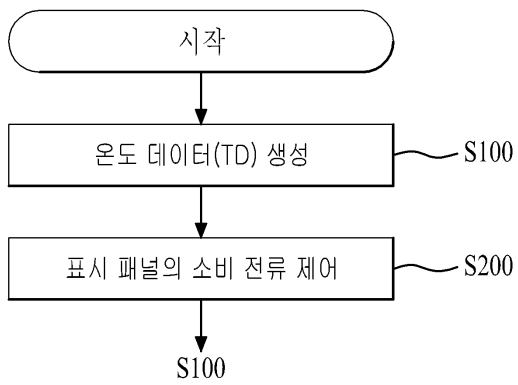 시작
온도 데이터(TD) 생성
S100
표시 패널의 소비 전류 제어
S200
S100